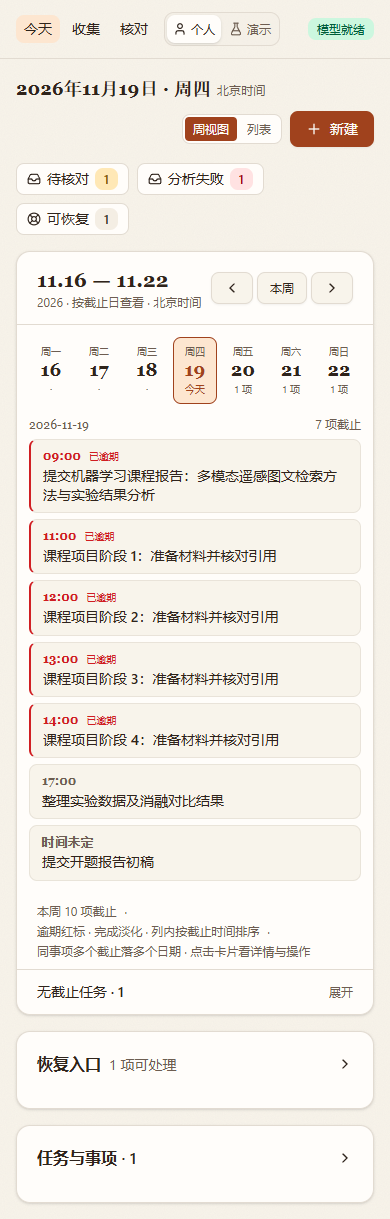 今天 收集 核对 个人 演示 模型就绪
2026年11月19日 · 周四 北京时间
周视图 列表 新建
待核对 1 分析失败 1
可恢复 1
11.16 — 11.22
本周
2026 · 按截止日查看 · 北京时间
周一 周二 周三 周四 周五 周六 周日
16 17 18 19 20 21 22
· · · 今天 1 项 1 项 1 项
2026-11-19 7 项截止
09:00 已逾期
提交机器学习课程报告：多模态遥感图文检索方
法与实验结果分析
11:00 已逾期
课程项目阶段 1：准备材料并核对引用
12:00 已逾期
课程项目阶段 2：准备材料并核对引用
13:00 已逾期
课程项目阶段 3：准备材料并核对引用
14:00 已逾期
课程项目阶段 4：准备材料并核对引用
17:00
整理实验数据及消融对比结果
时间未定
提交开题报告初稿
本周 10 项截止 ·
逾期红标 · 完成淡化 · 列内按截止时间排序 ·
同事项多个截止落多个日期 · 点击卡片看详情与操作
无截止任务 · 1 展开
恢复入口 1 项可处理
任务与事项 · 1